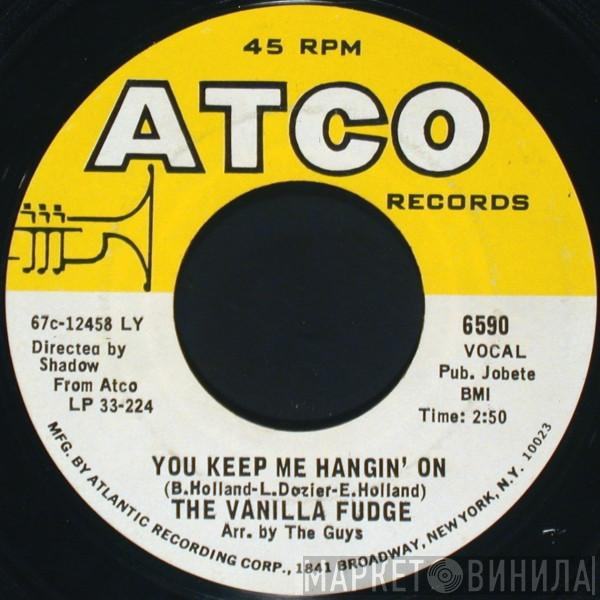 45 RPM
ATCO
RECORDS
67c-12458 LY
Directed by
Shadow
From Atco
LP 33-224
6590
VOCAL
Pub. Jobete
BMI
Time: 2:50
YOU KEEP ME HANGIN' ON
(B.Holland-L.Dozier-E.Holland)
THE VANILLA FUDGE
Arr. by The Guys
MFG. BY ATLANTIC RECORDING CORP., 1841 BROADWAY, NEW YORK, N.Y. 10023
МАРКЕТ ВИНИЛА